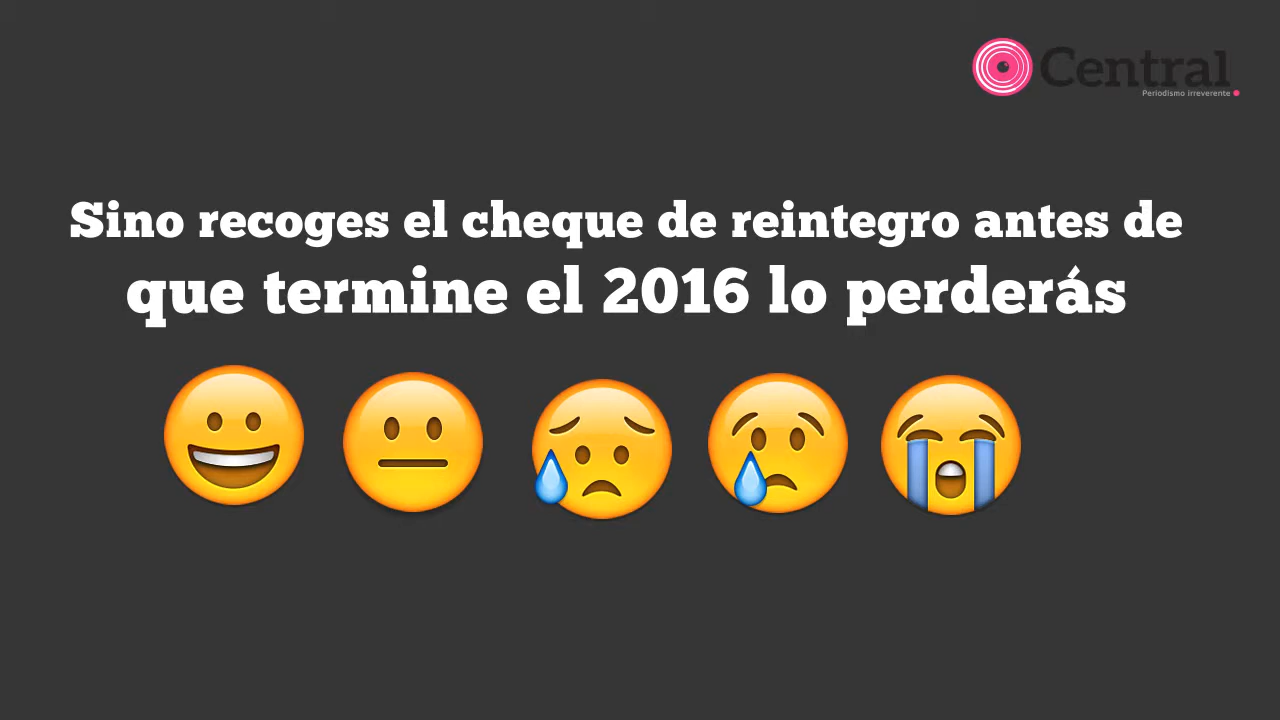 Central
Periodismo irreverente
Sino recoges el cheque de reintegro antes de
que termine el 2016 lo perderás